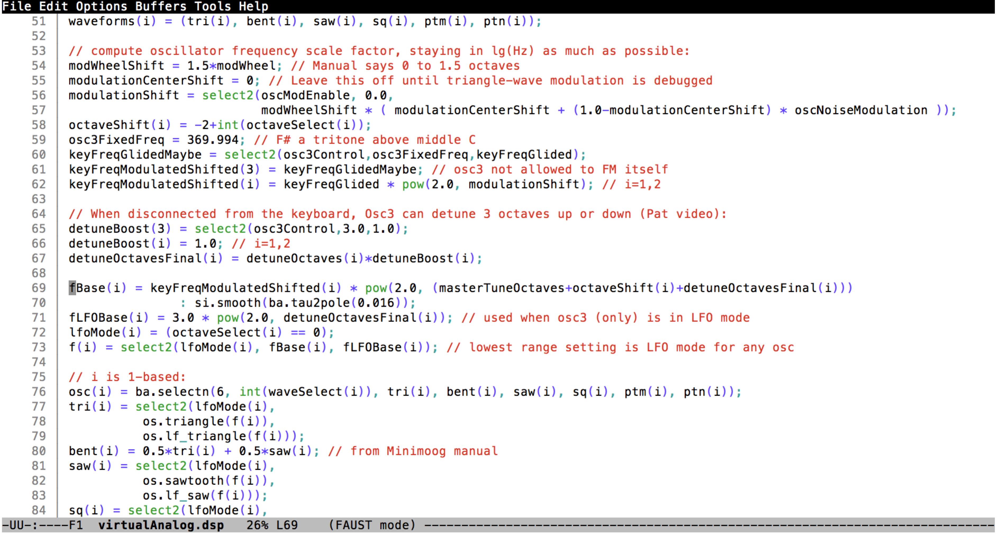 File Edit Options Buffers Tools Help
51 waveforms(i) = (tri(i), bent(i), saw(i), sq(i), ptm(i), ptn(i));
52
53 // compute oscillator frequency scale factor, staying in lg(Hz) as much as possible:
54 modWheelShift = 1.5*modWheel; // Manual says 0 to 1.5 octaves
55 modulationCenterShift = 0; // Leave this off until triangle-wave modulation is debugged
56 modulationShift = select2(oscModEnable, 0.0,
57                           modWheelShift * ( modulationCenterShift + (1.0-modulationCenterShift) * oscNoiseModulation ));
58 octaveShift(i) = -2+int(octaveSelect(i));
59 osc3FixedFreq = 369.994; // F# a tritone above middle C
60 keyFreqGlidedMaybe = select2(osc3Control,osc3FixedFreq,keyFreqGlided);
61 keyFreqModulatedShifted(3) = keyFreqGlidedMaybe; // osc3 not allowed to FM itself
62 keyFreqModulatedShifted(i) = keyFreqGlided * pow(2.0, modulationShift); // i=1,2
63
64 // When disconnected from the keyboard, Osc3 can detune 3 octaves up or down (Pat video):
65 detuneBoost(3) = select2(osc3Control,3.0,1.0);
66 detuneBoost(i) = 1.0; // i=1,2
67 detuneOctavesFinal(i) = detuneOctaves(i)*detuneBoost(i);
68
69 fBase(i) = keyFreqModulatedShifted(i) * pow(2.0, (masterTuneOctaves+octaveShift(i)+detuneOctavesFinal(i)))
70                : si.smooth(ba.tau2pole(0.016));
71 fLFOBase(i) = 3.0 * pow(2.0, detuneOctavesFinal(i)); // used when osc3 (only) is in LFO mode
72 lfoMode(i) = (octaveSelect(i) == 0);
73 f(i) = select2(lfoMode(i), fBase(i), fLFOBase(i)); // lowest range setting is LFO mode for any osc
74
75 // i is 1-based:
76 osc(i) = ba.selectn(6, int(waveSelect(i)), tri(i), bent(i), saw(i), sq(i), ptm(i), ptn(i));
77 tri(i) = select2(lfoMode(i),
78           os.triangle(f(i)),
79           os.lf_triangle(f(i)));
80 bent(i) = 0.5*tri(i) + 0.5*saw(i); // from Minimoog manual
81 saw(i) = select2(lfoMode(i),
82           os.sawtooth(f(i)),
83           os.lf_saw(f(i)));
84 sq(i) = select2(lfoMode(i),
-UU-:----F1  virtualAnalog.dsp   26% L69    (FAUST mode) -----------------------------------------------------------------------------